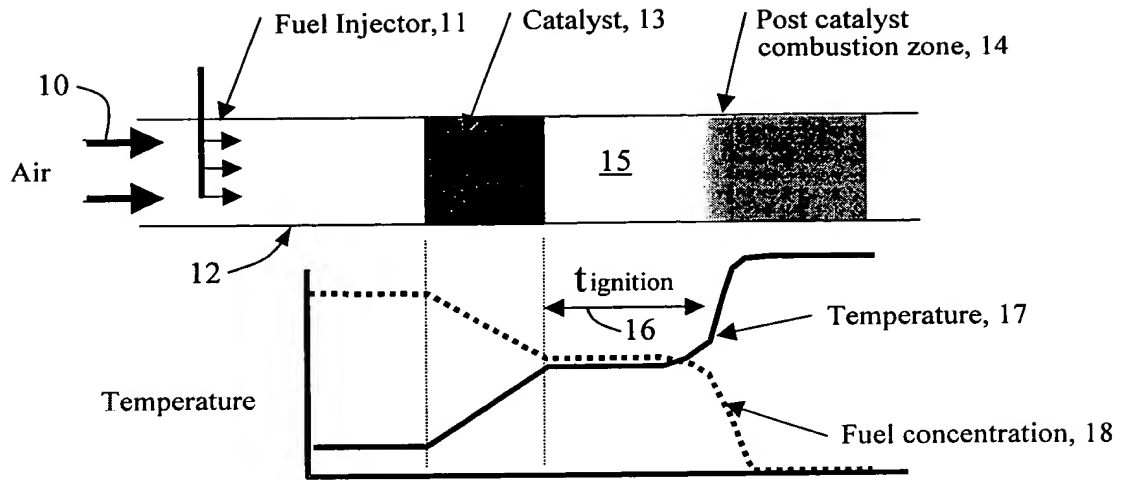 Fuel Injector,11
Catalyst, 13
Post catalyst
combustion zone, 14
10
Air
15
12
t ignition
16
Temperature, 17
Temperature
Fuel concentration, 18